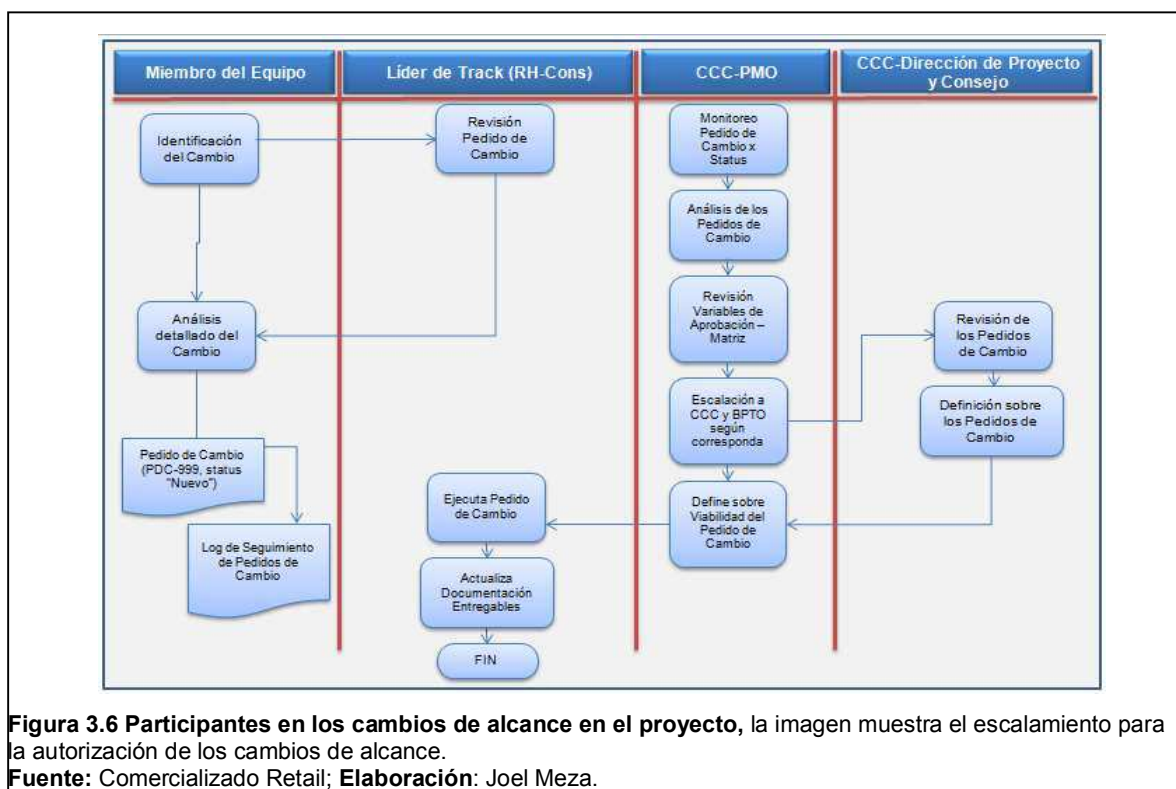 Miembro del Equipo
Líder de Track (RH-Cons)
CCC-PMO
CCC-Dirección de Proyecto
y Consejo
Identificación
del Cambio
Análisis
detallado del
Cambio
Pedido de Cambio
(PDC-999, status
"Nuevo")
Log de Seguimiento
de Pedidos de
Cambio
Revisión
Pedido de
Cambio
Ejecuta Pedido
de Cambio
Actualiza
Documentación
Entregables
FIN
Monitoreo
Pedido de
Cambio x
Status
Análisis de los
Pedidos de
Cambio
Revisión
Variables de
Aprobación –
Matriz
Escalación a
CCC y BPTO
según
corresponda
Define sobre
Viabilidad del
Pedido de
Cambio
Revisión de
los Pedidos
de Cambio
Definición sobre
los Pedidos de
Cambio
Figura 3.6 Participantes en los cambios de alcance en el proyecto, la imagen muestra el escalamiento para
la autorización de los cambios de alcance.
Fuente: Comercializado Retail; Elaboración: Joel Meza.